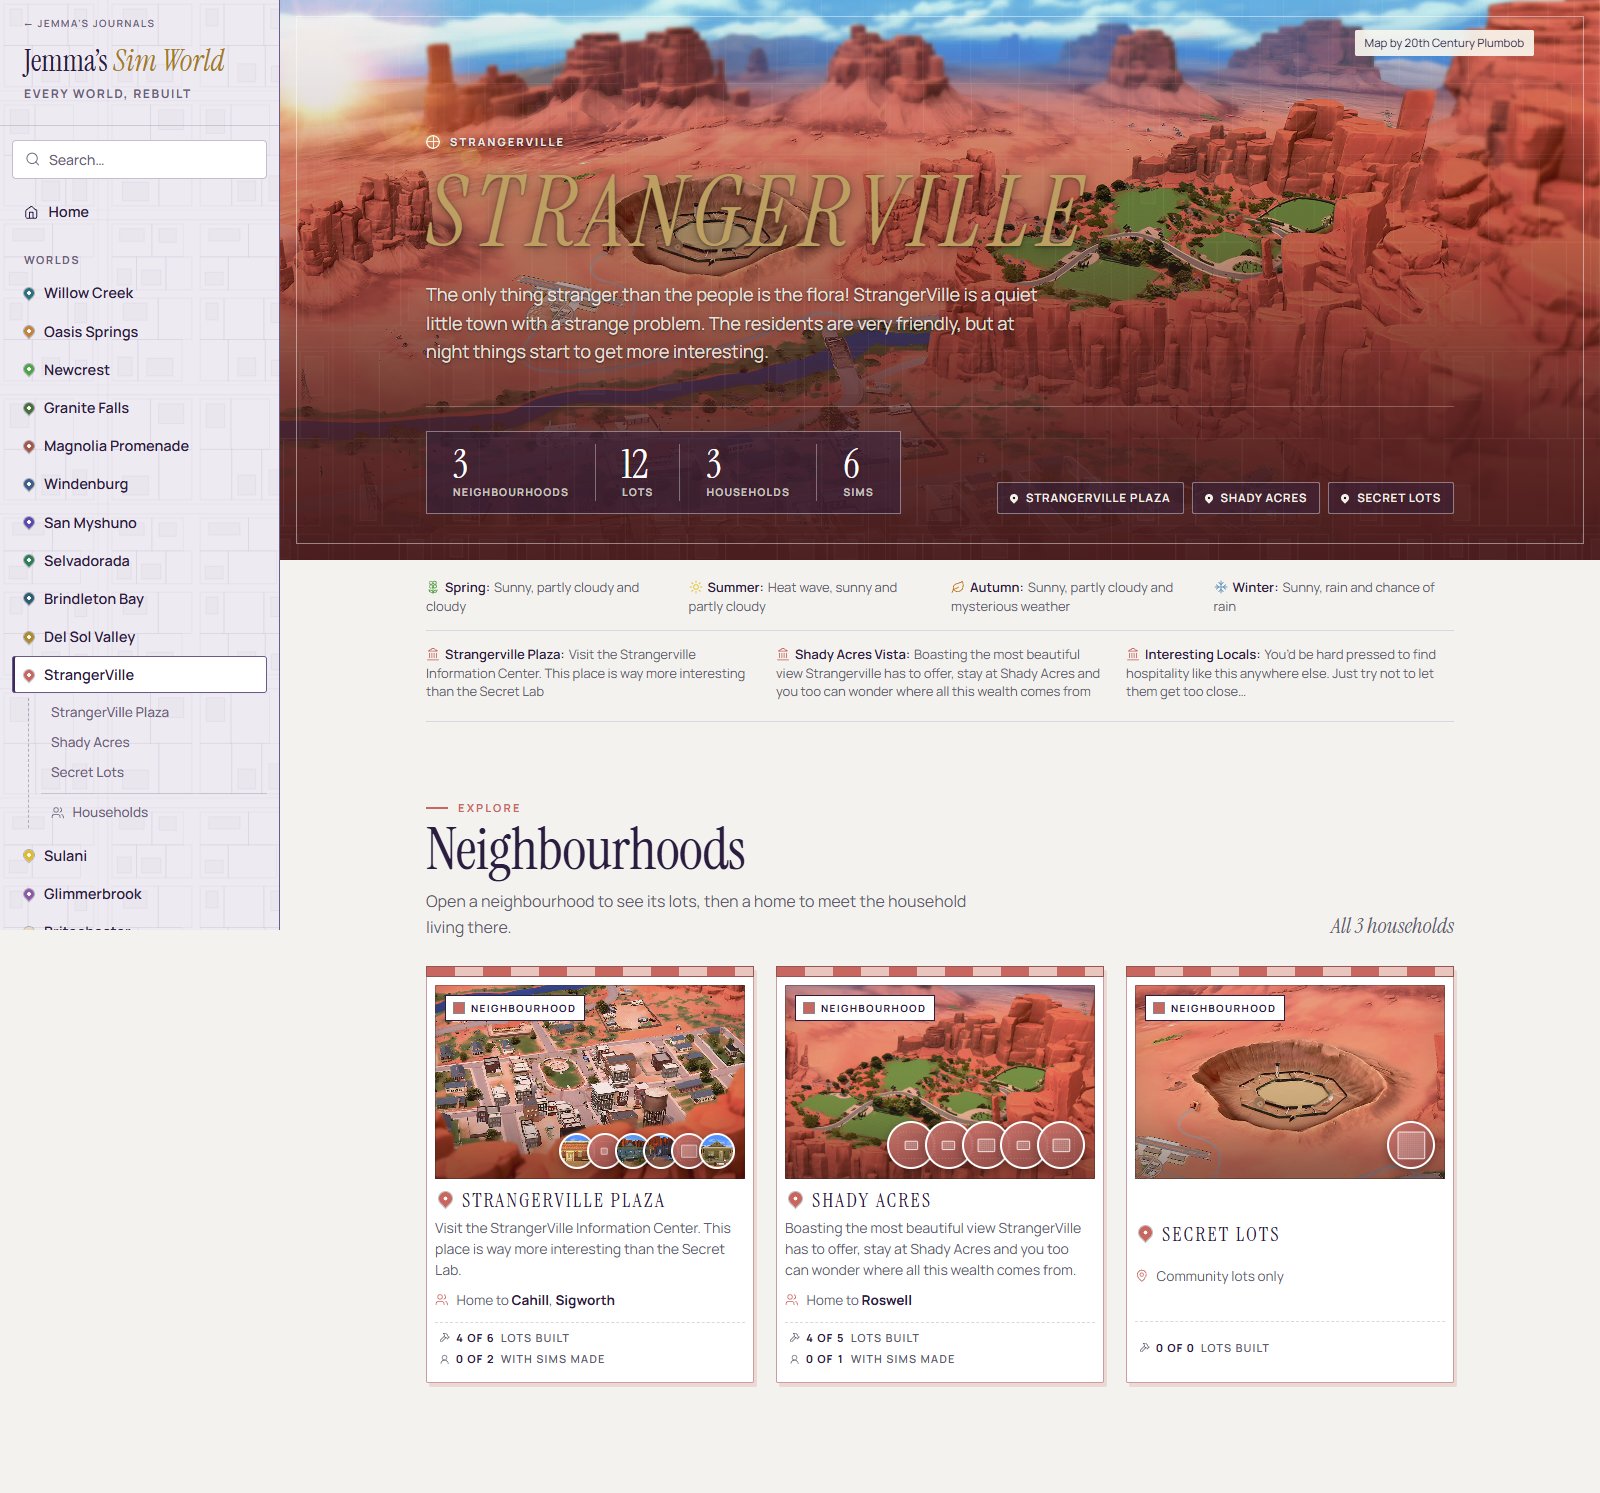 ← JEMMA'S JOURNALS
Jemma's Sim World
EVERY WORLD, REBUILT
Search...
Home
WORLDS
Willow Creek
Oasis Springs
Newcrest
Granite Falls
Magnolia Promenade
Windenburg
San Myshuno
Selvadorada
Brindleton Bay
Del Sol Valley
StrangerVille
StrangerVille Plaza
Shady Acres
Secret Lots
Households
Sulani
Glimmerbrook
Map by 20th Century Plumbob
STRANGERVILLE
STRANGERVILLE
The only thing stranger than the people is the flora! StrangerVille is a quiet
little town with a strange problem. The residents are very friendly, but at
night things start to get more interesting.
3 NEIGHBOURHOODS
12 LOTS
3 HOUSEHOLDS
6 SIMS
STRANGERVILLE PLAZA
SHADY ACRES
SECRET LOTS
Spring: Sunny, partly cloudy and
cloudy
Summer: Heat wave, sunny and
partly cloudy
Autumn: Sunny, partly cloudy and
mysterious weather
Winter: Sunny, rain and chance of
rain
Strangerville Plaza: Visit the Strangerville
Information Center. This place is way more interesting
than the Secret Lab
Shady Acres Vista: Boasting the most beautiful
view Strangerville has to offer, stay at Shady Acres and
you too can wonder where all this wealth comes from
Interesting Locals: You'd be hard pressed to find
hospitality like this anywhere else. Just try not to let
them get too close...
EXPLORE
Neighbourhoods
Open a neighbourhood to see its lots, then a home to meet the household
living there.
All 3 households
NEIGHBOURHOOD
STRANGERVILLE PLAZA
Visit the StrangerVille Information Center. This
place is way more interesting than the Secret
Lab.
Home to Cahill, Sigworth
4 OF 6 LOTS BUILT
0 OF 2 WITH SIMS MADE
NEIGHBOURHOOD
SHADY ACRES
Boasting the most beautiful view StrangerVille
has to offer, stay at Shady Acres and you too
can wonder where all this wealth comes from.
Home to Roswell
4 OF 5 LOTS BUILT
0 OF 1 WITH SIMS MADE
NEIGHBOURHOOD
SECRET LOTS
Community lots only
0 OF 0 LOTS BUILT